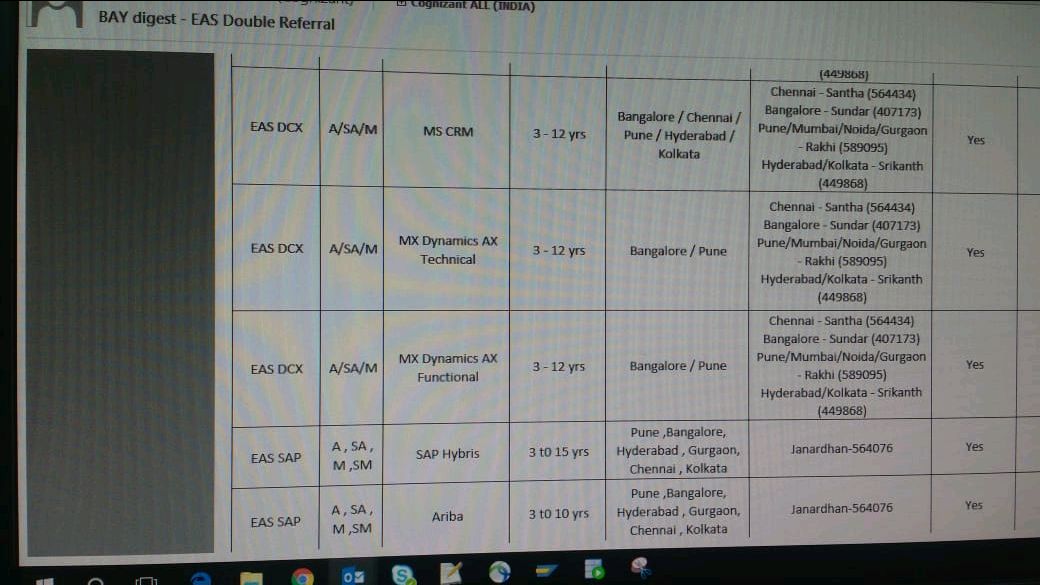 Cognizant ALL (INDIA)
BAY digest - EAS Double Referral
(449868)
EAS DCX
A/SA/M
MS CRM
3 - 12 yrs
Bangalore / Chennai /
Pune / Hyderabad /
Kolkata
Chennai - Santha (564434)
Bangalore - Sundar (407173)
Pune/Mumbai/Noida/Gurgaon
- Rakhi (589095)
Hyderabad/Kolkata - Srikanth
(449868)
Yes
EAS DCX
A/SA/M
MX Dynamics AX
Technical
3 - 12 yrs
Bangalore / Pune
Chennai - Santha (564434)
Bangalore - Sundar (407173)
Pune/Mumbai/Noida/Gurgaon
- Rakhi (589095)
Hyderabad/Kolkata - Srikanth
(449868)
Yes
EAS DCX
A/SA/M
MX Dynamics AX
Functional
3 - 12 yrs
Bangalore / Pune
Chennai - Santha (564434)
Bangalore - Sundar (407173)
Pune/Mumbai/Noida/Gurgaon
- Rakhi (589095)
Hyderabad/Kolkata - Srikanth
(449868)
Yes
EAS SAP
A , SA ,
M ,SM
SAP Hybris
3 t0 15 yrs
Pune ,Bangalore,
Hyderabad , Gurgaon,
Chennai , Kolkata
Janardhan-564076
Yes
EAS SAP
A , SA ,
M ,SM
Ariba
3 t0 10 yrs
Pune ,Bangalore,
Hyderabad , Gurgaon,
Chennai , Kolkata
Janardhan-564076
Yes